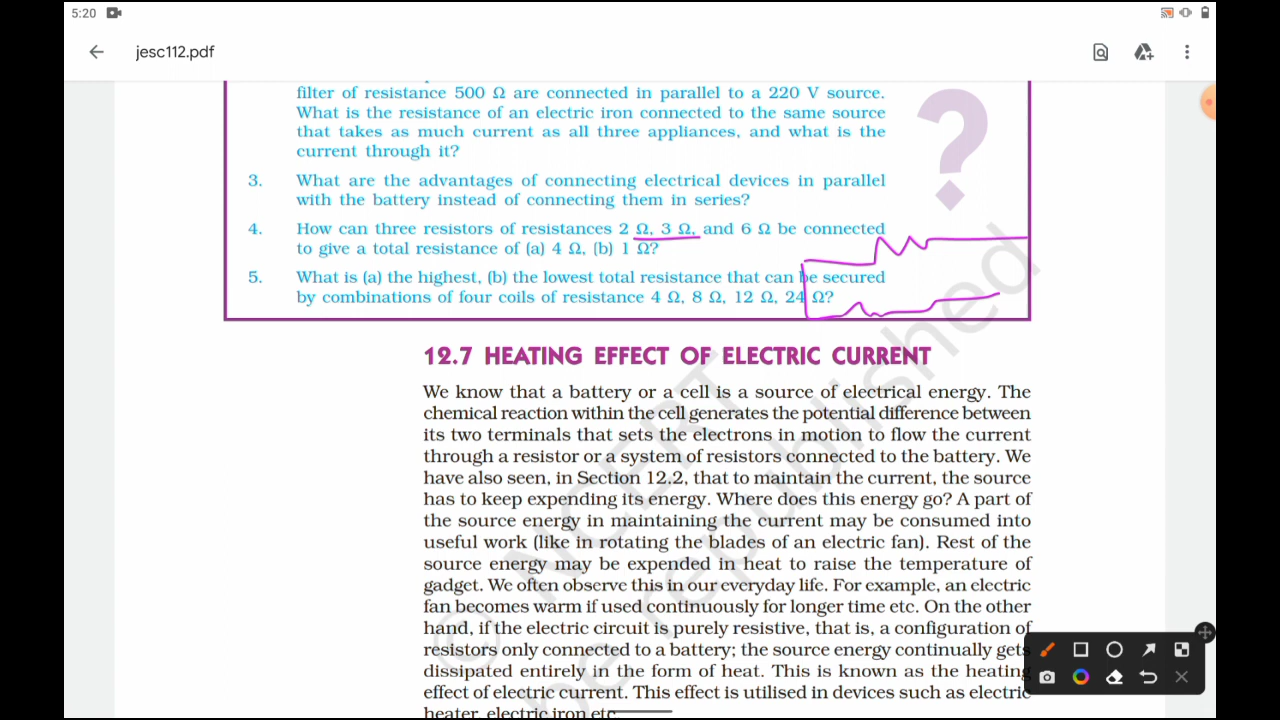 5:20
jesc112.pdf
filter of resistance 500 Ω are connected in parallel to a 220 V source.
What is the resistance of an electric iron connected to the same source
that takes as much current as all three appliances, and what is the
current through it?
3. What are the advantages of connecting electrical devices in parallel
with the battery instead of connecting them in series?
4. How can three resistors of resistances 2 Ω, 3 Ω, and 6 Ω be connected
to give a total resistance of (a) 4 Ω, (b) 1 Ω?
5. What is (a) the highest, (b) the lowest total resistance that can be secured
by combinations of four coils of resistance 4 Ω, 8 Ω, 12 Ω, 24 Ω?
?
12.7 HEATING EFFECT OF ELECTRIC CURRENT
We know that a battery or a cell is a source of electrical energy. The
chemical reaction within the cell generates the potential difference between
its two terminals that sets the electrons in motion to flow the current
through a resistor or a system of resistors connected to the battery. We
have also seen, in Section 12.2, that to maintain the current, the source
has to keep expending its energy. Where does this energy go? A part of
the source energy in maintaining the current may be consumed into
useful work (like in rotating the blades of an electric fan). Rest of the
source energy may be expended in heat to raise the temperature of
gadget. We often observe this in our everyday life. For example, an electric
fan becomes warm if used continuously for longer time etc. On the other
hand, if the electric circuit is purely resistive, that is, a configuration of
resistors only connected to a battery; the source energy continually gets
dissipated entirely in the form of heat. This is known as the heating
effect of electric current. This effect is utilised in devices such as electric
heater, electric iron etc.
© NCERT
be republished